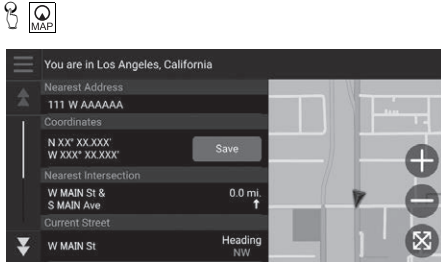 MAP
You are in Los Angeles, California
Nearest Address
111 W AAAAAA
Coordinates
N XX° XX.XXX'
W XXX° XX.XXX'
Save
Nearest Intersection
W MAIN St &
S MAIN Ave
0.0 mi.
Current Street
W MAIN St
Heading
NW